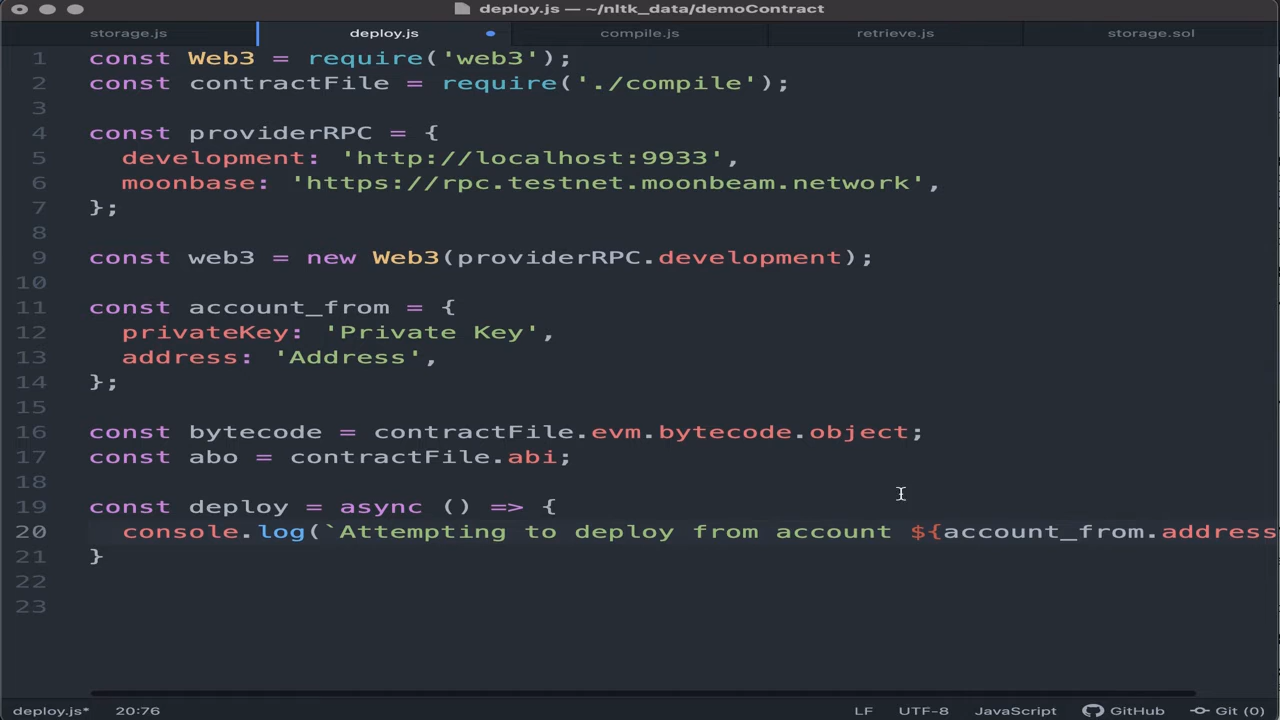 deploy.js — ~/nltk_data/demoContract
storage.js deploy.js compile.js retrieve.js storage.sol
1 const Web3 = require('web3');
2 const contractFile = require('./compile');
3
4 const providerRPC = {
5 development: 'http://localhost:9933',
6 moonbase: 'https://rpc.testnet.moonbeam.network',
7 };
8
9 const web3 = new Web3(providerRPC.development);
10
11 const account_from = {
12 privateKey: 'Private Key',
13 address: 'Address',
14 };
15
16 const bytecode = contractFile.evm.bytecode.object;
17 const abo = contractFile.abi;
18
19 const deploy = async () => {
20 console.log(`Attempting to deploy from account ${account_from.address
21 }
22
23
deploy.js* 20:76 LF UTF-8 JavaScript GitHub Git (0)